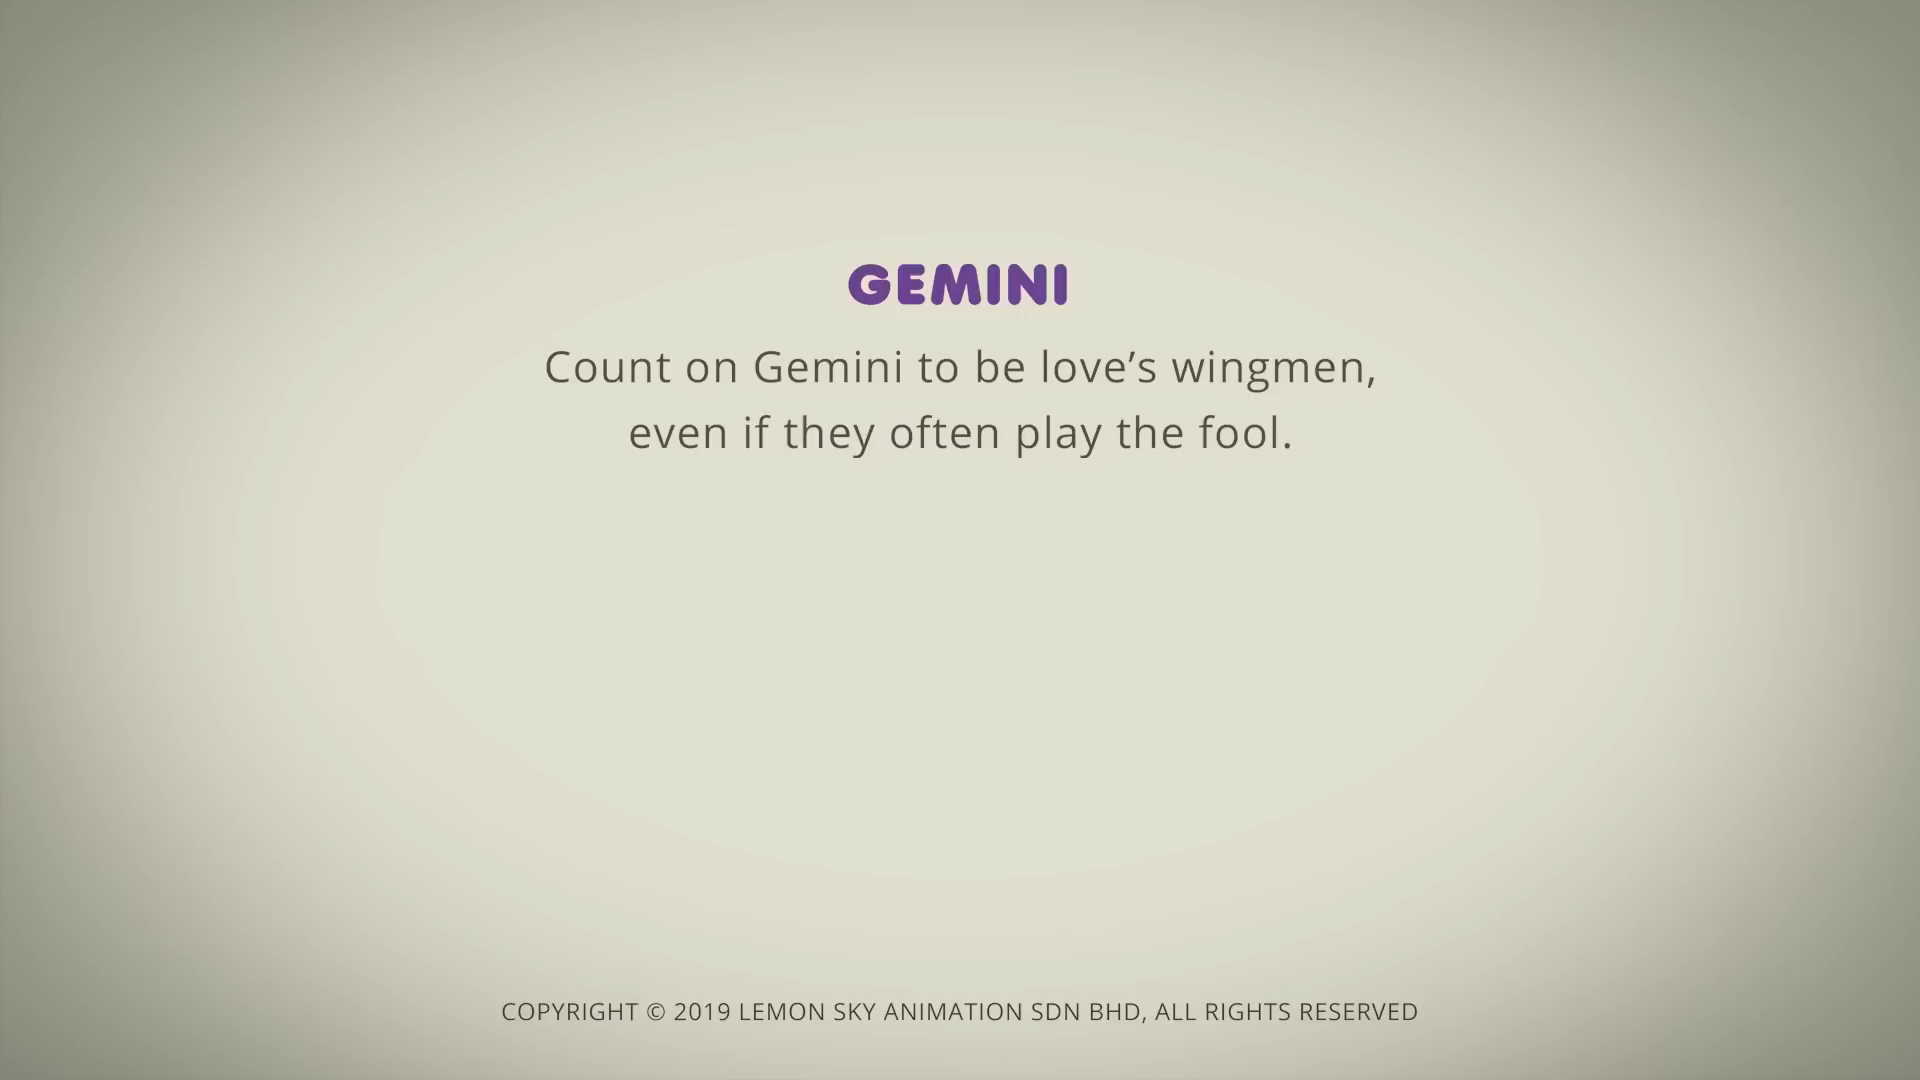 GEMINI
Count on Gemini to be love’s wingmen,
even if they often play the fool.
COPYRIGHT © 2019 LEMON SKY ANIMATION SDN BHD, ALL RIGHTS RESERVED